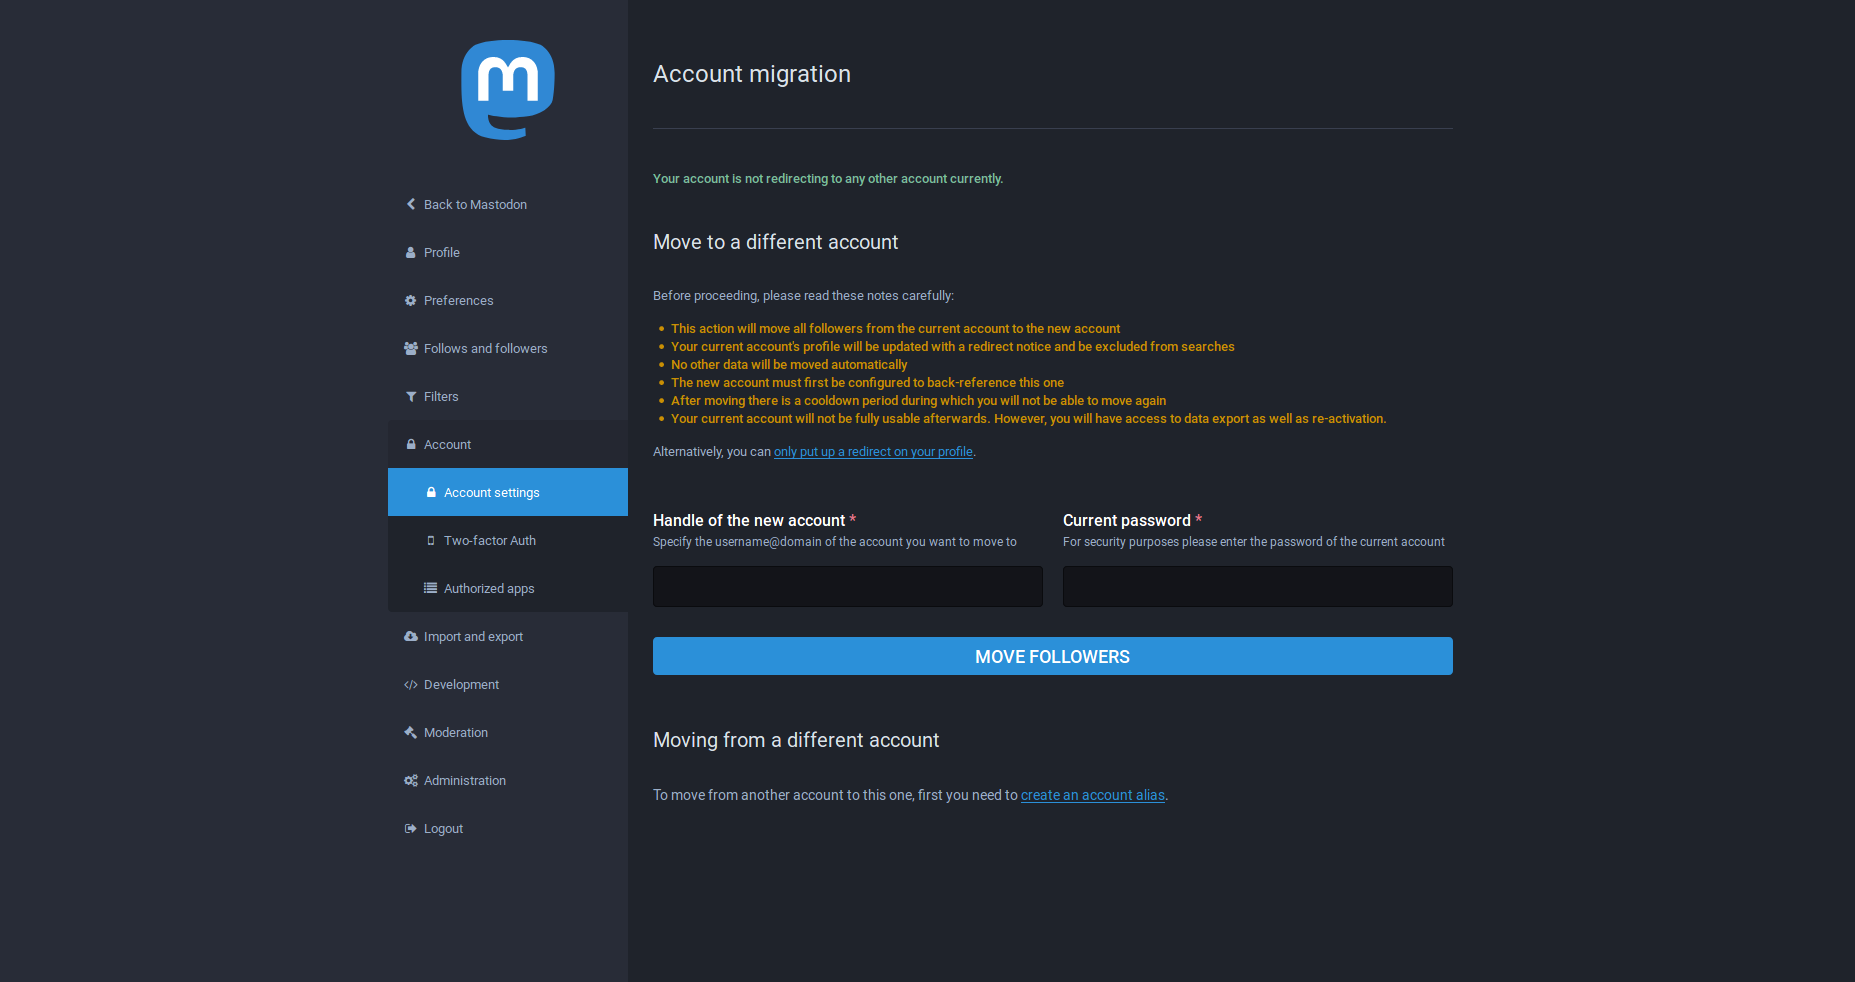 Back to Mastodon
Profile
Preferences
Follows and followers
Filters
Account
Account settings
Two-factor Auth
Authorized apps
Import and export
Development
Moderation
Administration
Logout
Account migration
Your account is not redirecting to any other account currently.
Move to a different account
Before proceeding, please read these notes carefully:
• This action will move all followers from the current account to the new account
• Your current account's profile will be updated with a redirect notice and be excluded from searches
• No other data will be moved automatically
• The new account must first be configured to back-reference this one
• After moving there is a cooldown period during which you will not be able to move again
• Your current account will not be fully usable afterwards. However, you will have access to data export as well as re-activation.
Alternatively, you can only put up a redirect on your profile.
Handle of the new account *
Specify the username@domain of the account you want to move to
Current password *
For security purposes please enter the password of the current account
MOVE FOLLOWERS
Moving from a different account
To move from another account to this one, first you need to create an account alias.